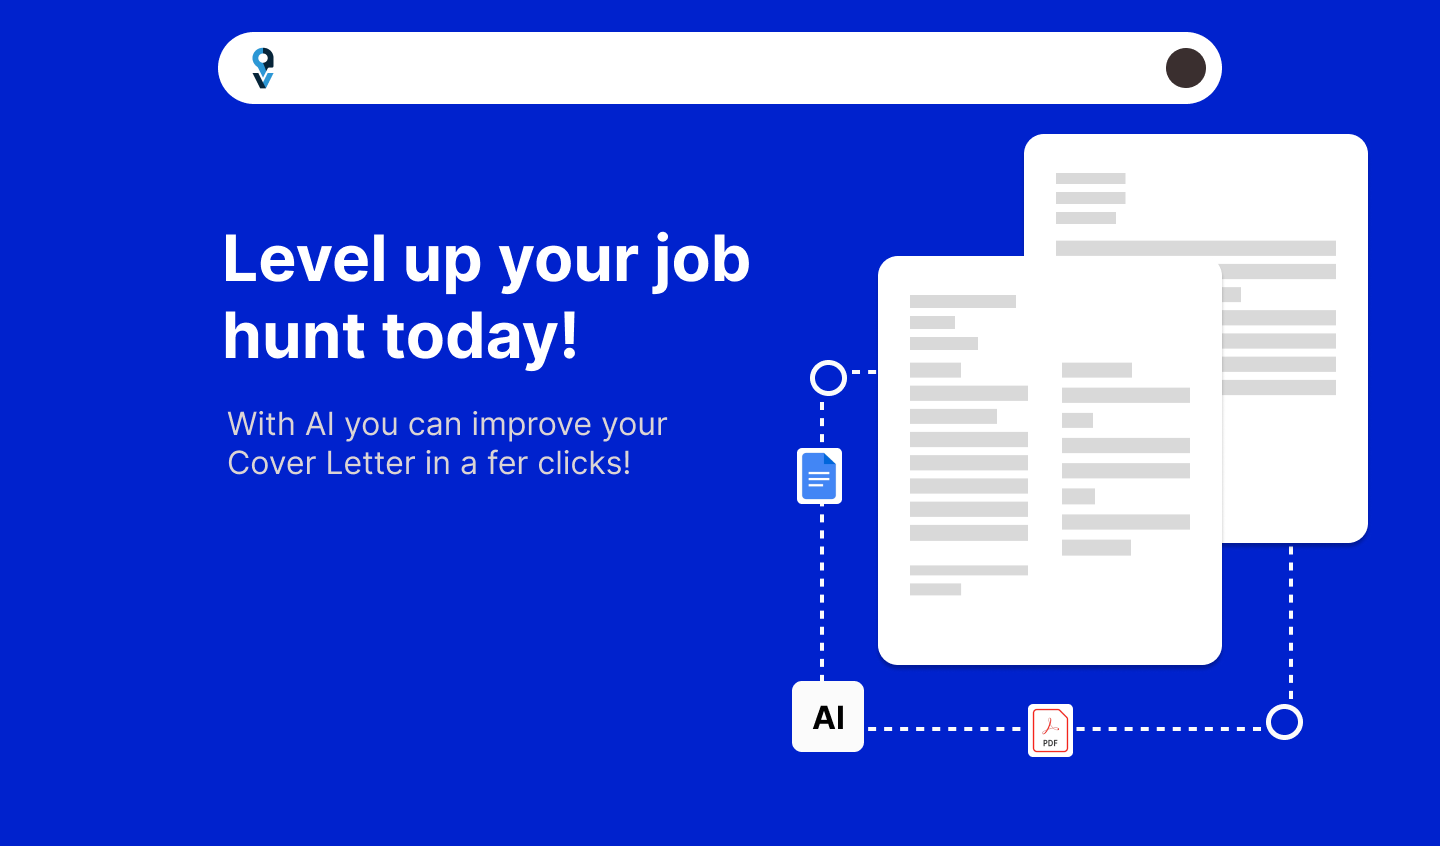 Level up your job
hunt today!
With AI you can improve your
Cover Letter in a fer clicks!
AI
PDF